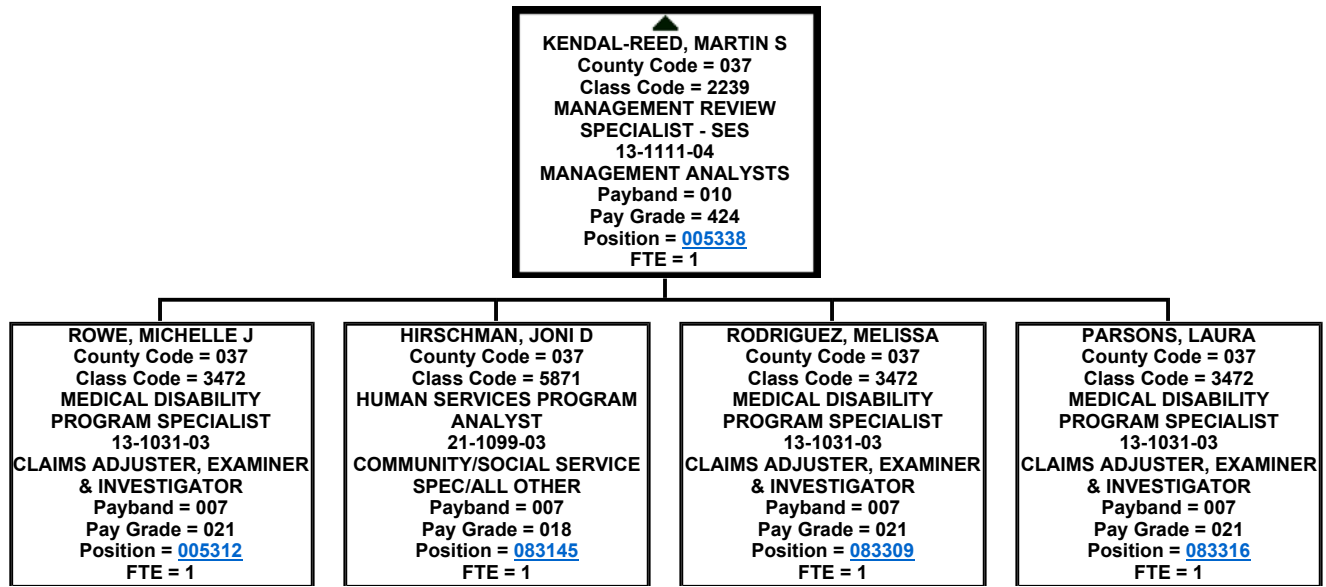 KENDAL-REED, MARTIN S
County Code = 037
Class Code = 2239
MANAGEMENT REVIEW
SPECIALIST - SES
13-1111-04
MANAGEMENT ANALYSTS
Payband = 010
Pay Grade = 424
Position = 005338
FTE = 1
ROWE, MICHELLE J
County Code = 037
Class Code = 3472
MEDICAL DISABILITY
PROGRAM SPECIALIST
13-1031-03
CLAIMS ADJUSTER, EXAMINER
& INVESTIGATOR
Payband = 007
Pay Grade = 021
Position = 005312
FTE = 1
HIRSCHMAN, JONI D
County Code = 037
Class Code = 5871
HUMAN SERVICES PROGRAM
ANALYST
21-1099-03
COMMUNITY/SOCIAL SERVICE
SPEC/ALL OTHER
Payband = 007
Pay Grade = 018
Position = 083145
FTE = 1
RODRIGUEZ, MELISSA
County Code = 037
Class Code = 3472
MEDICAL DISABILITY
PROGRAM SPECIALIST
13-1031-03
CLAIMS ADJUSTER, EXAMINER
& INVESTIGATOR
Payband = 007
Pay Grade = 021
Position = 083309
FTE = 1
PARSONS, LAURA
County Code = 037
Class Code = 3472
MEDICAL DISABILITY
PROGRAM SPECIALIST
13-1031-03
CLAIMS ADJUSTER, EXAMINER
& INVESTIGATOR
Payband = 007
Pay Grade = 021
Position = 083316
FTE = 1